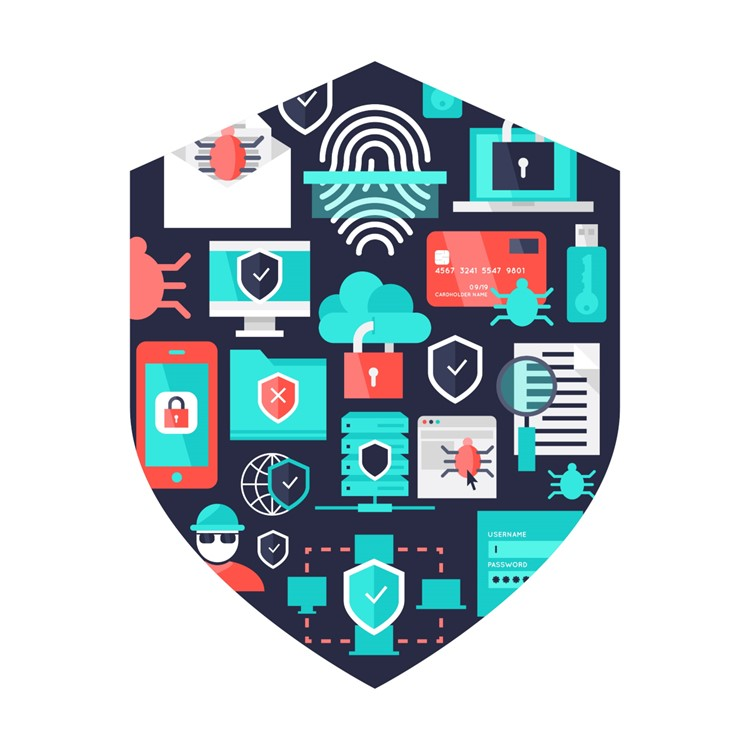 4567 3241 5547 9801
09/19
CARDHOLDER NAME
USERNAME
PASSWORD